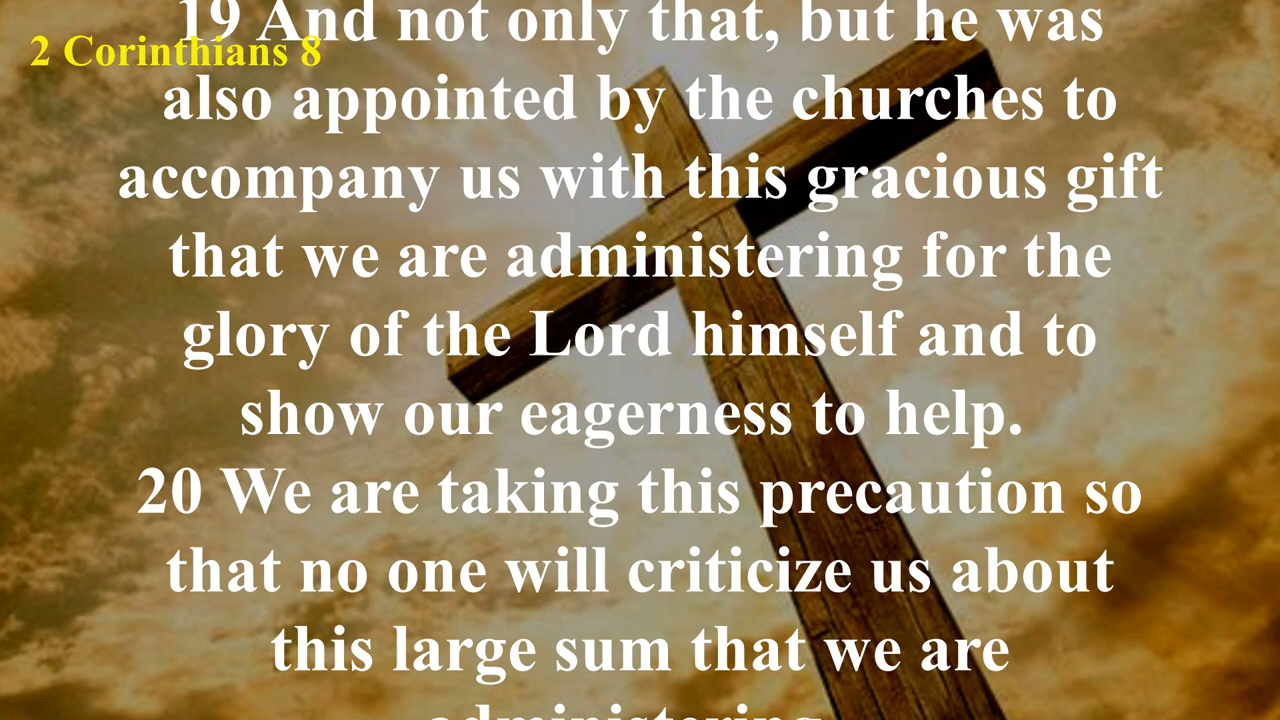 2 Corinthians 8
19 And not only that, but he was
also appointed by the churches to
accompany us with this gracious gift
that we are administering for the
glory of the Lord himself and to
show our eagerness to help.
20 We are taking this precaution so
that no one will criticize us about
this large sum that we are
administering